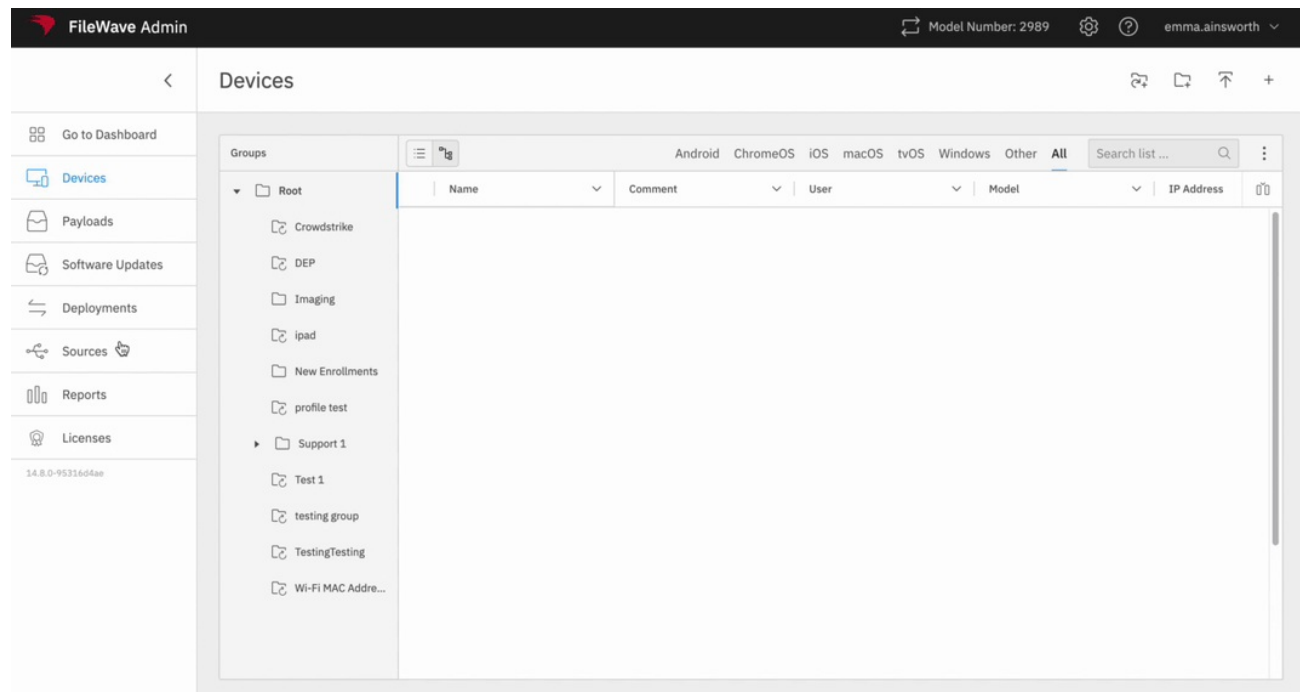 FileWave Admin
Model Number: 2989
emma.ainsworth
Devices
Go to Dashboard
Devices
Payloads
Software Updates
Deployments
Sources
Reports
Licenses
14.8.0-95316d4ae
Groups
Android ChromeOS iOS macOS tvOS Windows Other All
Search list ...
Name Comment User Model IP Address
Root
Crowdstrike
DEP
Imaging
ipad
New Enrollments
profile test
Support 1
Test 1
testing group
TestingTesting
Wi-Fi MAC Addre...